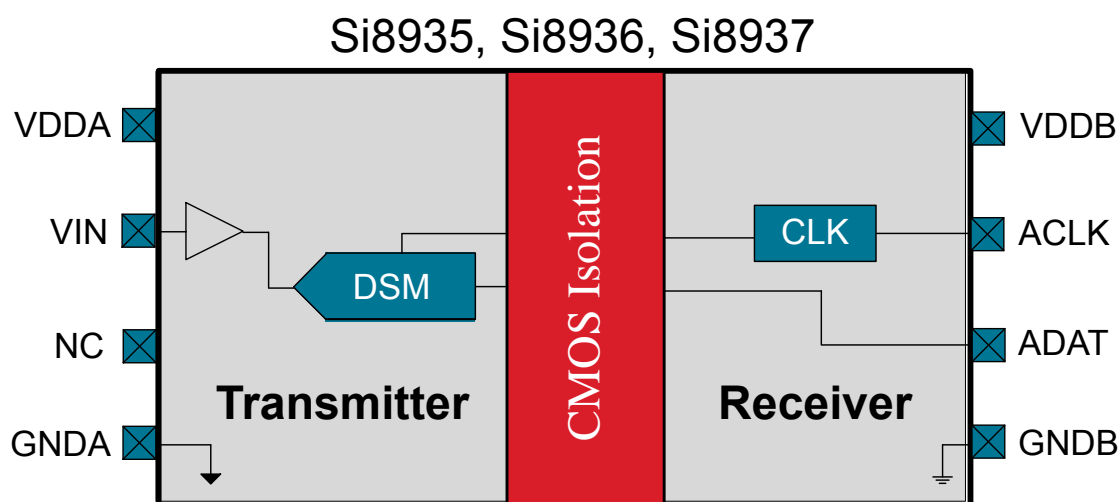 Si8935, Si8936, Si8937
VDDA
VIN
NC
GNDA
DSM
Transmitter
CMOS Isolation
CLK
Receiver
VDDB
ACLK
ADAT
GNDB